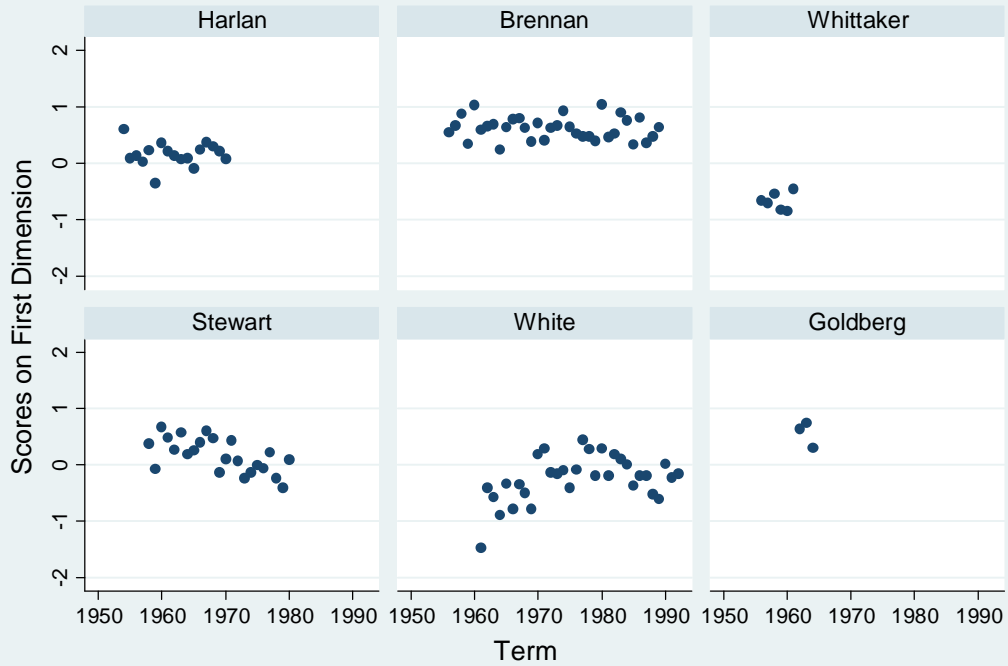 Harlan Brennan Whittaker
2
1
0
-1
-2
Stewart White Goldberg
2
1
0
-1
-2
Scores on First Dimension
1950 1960 1970 1980 1990 1950 1960 1970 1980 1990 1950 1960 1970 1980 1990
Term